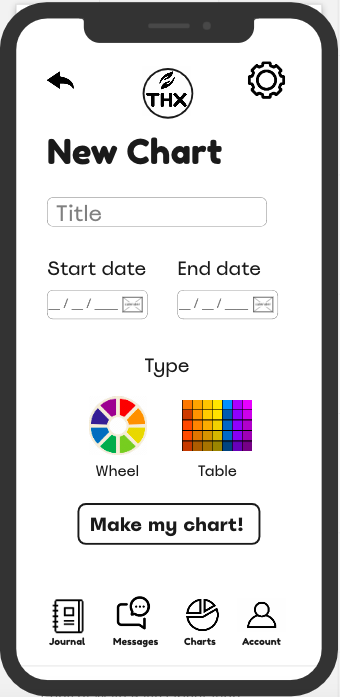 THX
New Chart
Title
Start date End date
__ / __ / ____ __ / __ / ____
Type
Wheel Table
Make my chart!
Journal Messages Charts Account